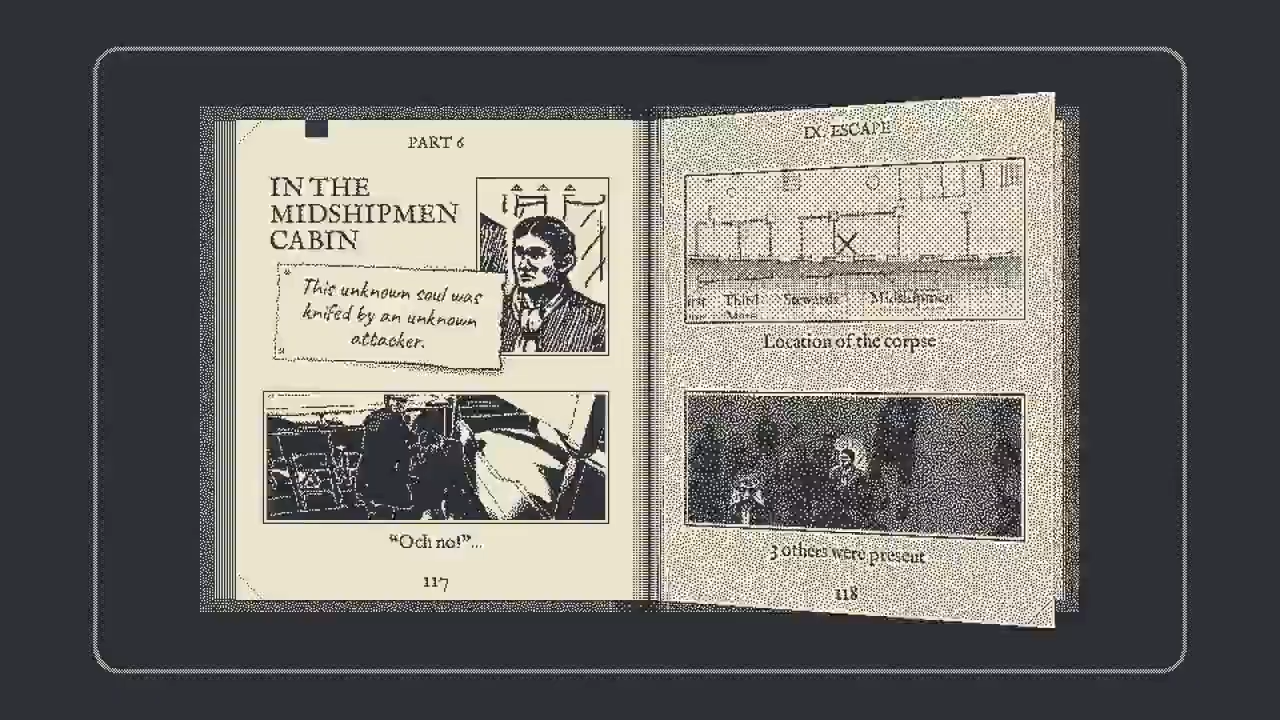 PART 6
IN THE
MIDSHIPMEN
CABIN
This unknown soul was
knifed by an unknown
attacker.
"Och no!"...
117
IX. ESCAPE
Third Stewards Midshipmen
Mate
Location of the corpse
3 others were present
118